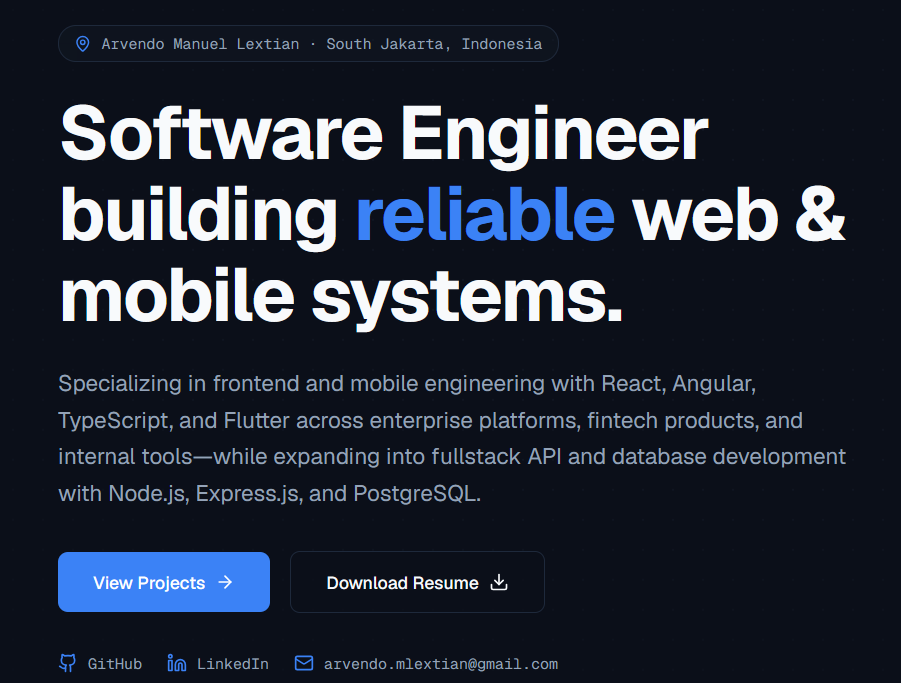 Arvendo Manuel Lextian · South Jakarta, Indonesia
Software Engineer
building reliable web &
mobile systems.
Specializing in frontend and mobile engineering with React, Angular,
TypeScript, and Flutter across enterprise platforms, fintech products, and
internal tools—while expanding into fullstack API and database development
with Node.js, Express.js, and PostgreSQL.
View Projects → Download Resume
GitHub LinkedIn arvendo.mlextian@gmail.com